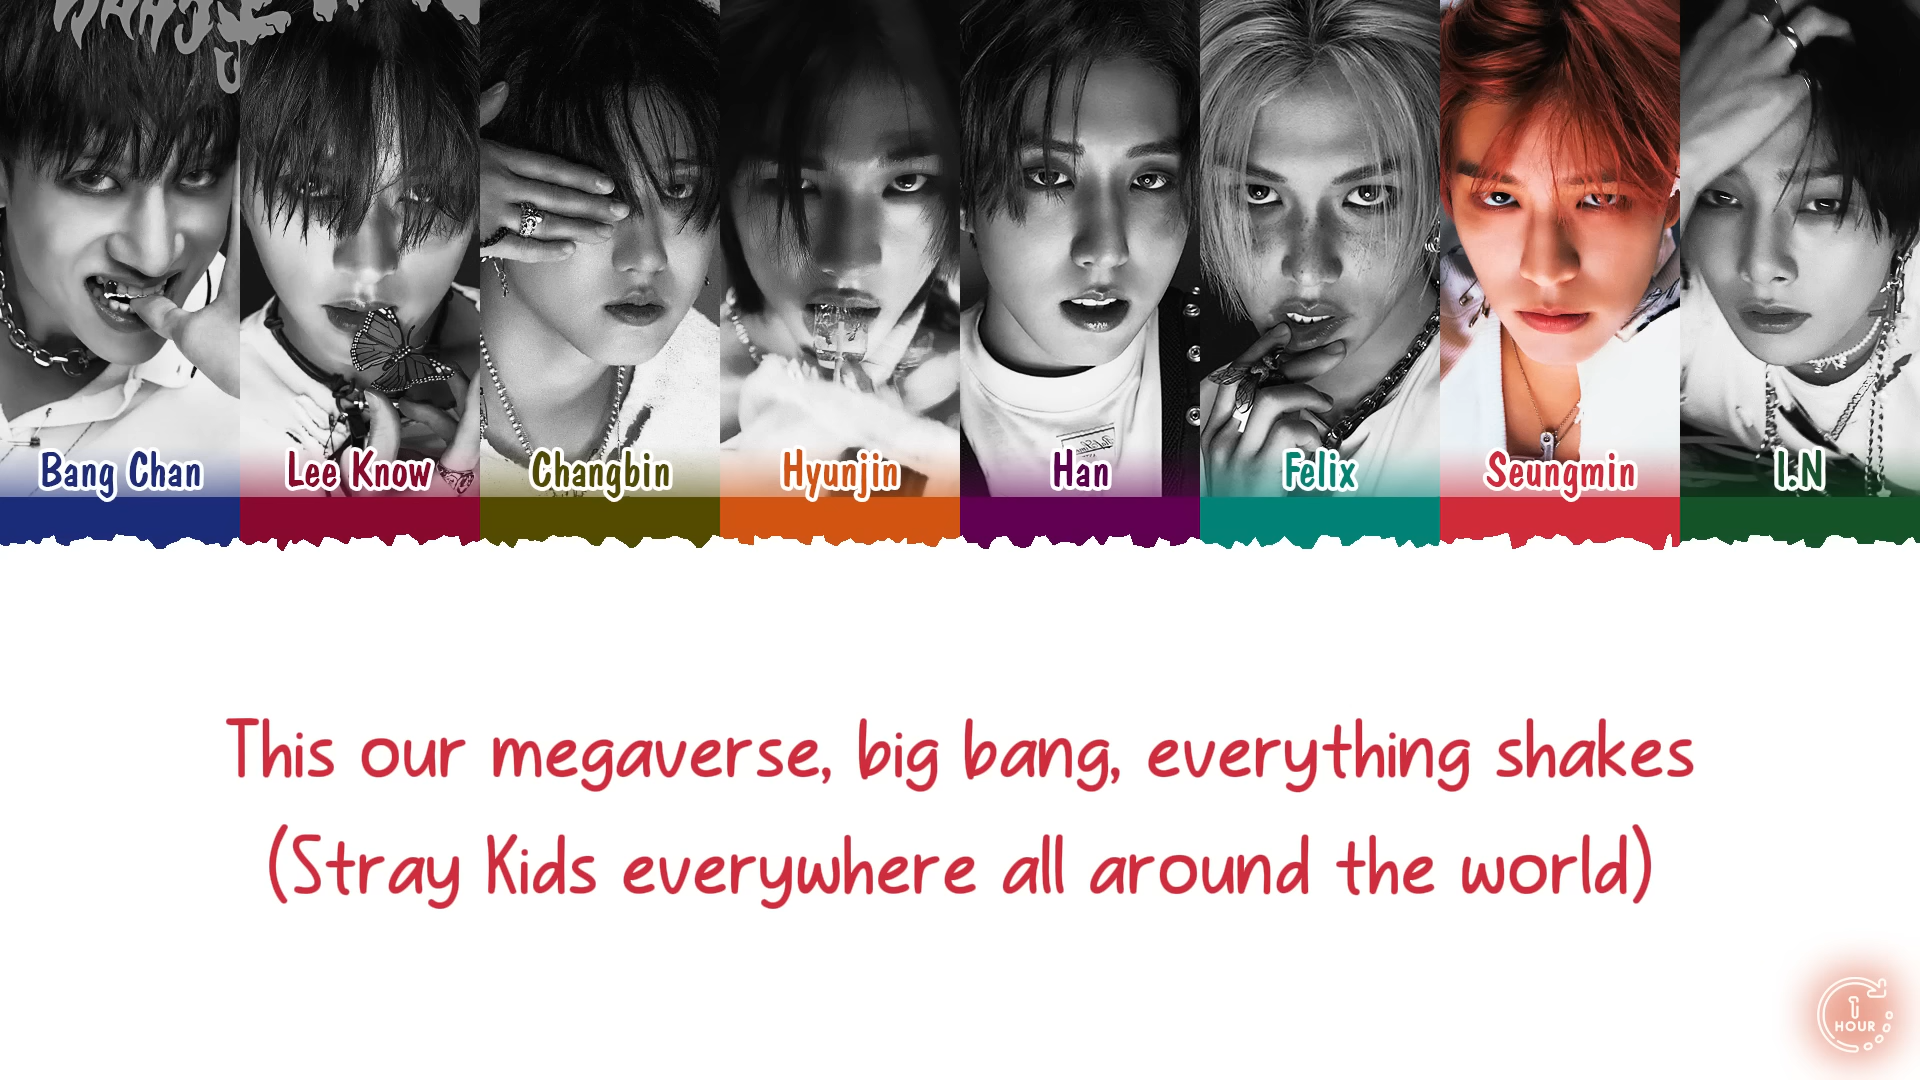 Bang Chan
Lee Know
Changbin
Hyunjin
Han
Felix
Seungmin
I.N
This our megaverse, big bang, everything shakes
(Stray Kids everywhere all around the world)
1
HOUR